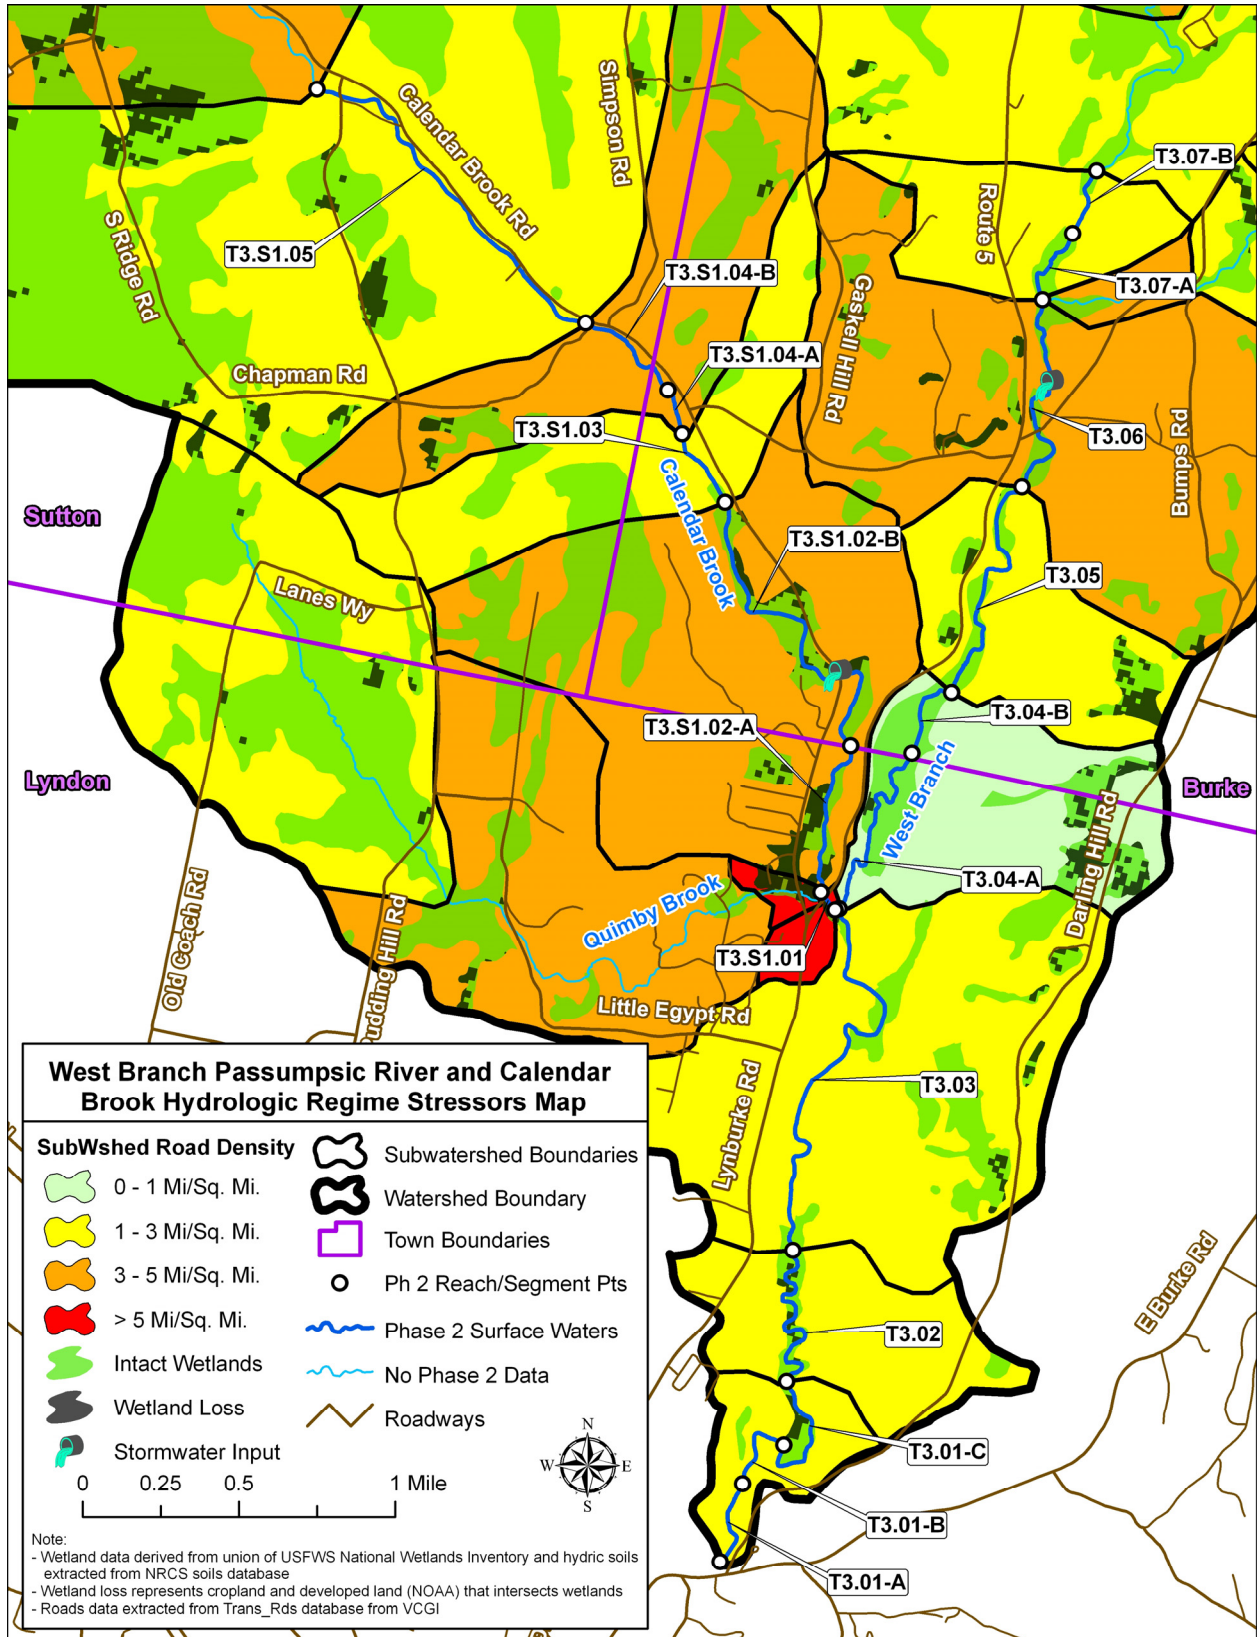 Simpson Rd
Calendar Brook Rd
T3.07-B
S Ridge Rd
T3.S1.05
Route 5
T3.S1.04-B
T3.07-A
Gaskell Hill Rd
T3.S1.04-A
Chapman Rd
T3.S1.03
T3.06
Bumps Rd
Calendar Brook
Sutton
T3.S1.02-B
T3.05
Lanes Wy
T3.S1.02-A
T3.04-B
Lyndon
West Branch
Burke
Darling Hill Rd
T3.04-A
Quimby Brook
Old Coach Rd
Pudding Hill Rd
T3.S1.01
Little Egypt Rd
T3.03
Lynburke Rd
E Burke Rd
T3.02
T3.01-C
T3.01-B
T3.01-A
West Branch Passumpsic River and Calendar
Brook Hydrologic Regime Stressors Map
SubWshed Road Density
0 - 1 Mi/Sq. Mi.
1 - 3 Mi/Sq. Mi.
3 - 5 Mi/Sq. Mi.
> 5 Mi/Sq. Mi.
Intact Wetlands
Wetland Loss
Stormwater Input
Subwatershed Boundaries
Watershed Boundary
Town Boundaries
Ph 2 Reach/Segment Pts
Phase 2 Surface Waters
No Phase 2 Data
Roadways
N
W E
S
0 0.25 0.5 1 Mile
Note:
- Wetland data derived from union of USFWS National Wetlands Inventory and hydric soils
extracted from NRCS soils database
- Wetland loss represents cropland and developed land (NOAA) that intersects wetlands
- Roads data extracted from Trans_Rds database from VCGI